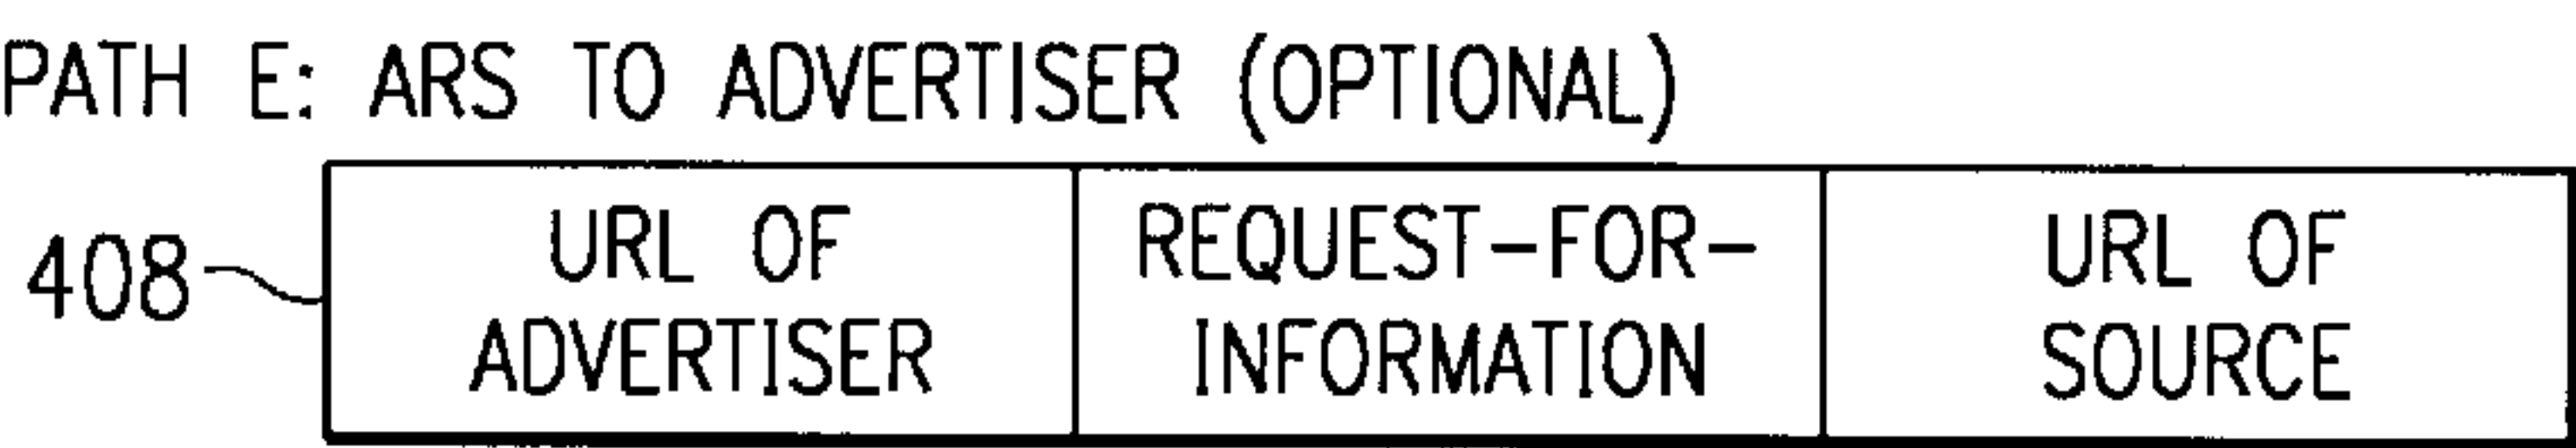 PATH E: ARS TO ADVERTISER (OPTIONAL)
408
URL OF
ADVERTISER
REQUEST-FOR-
INFORMATION
URL OF
SOURCE